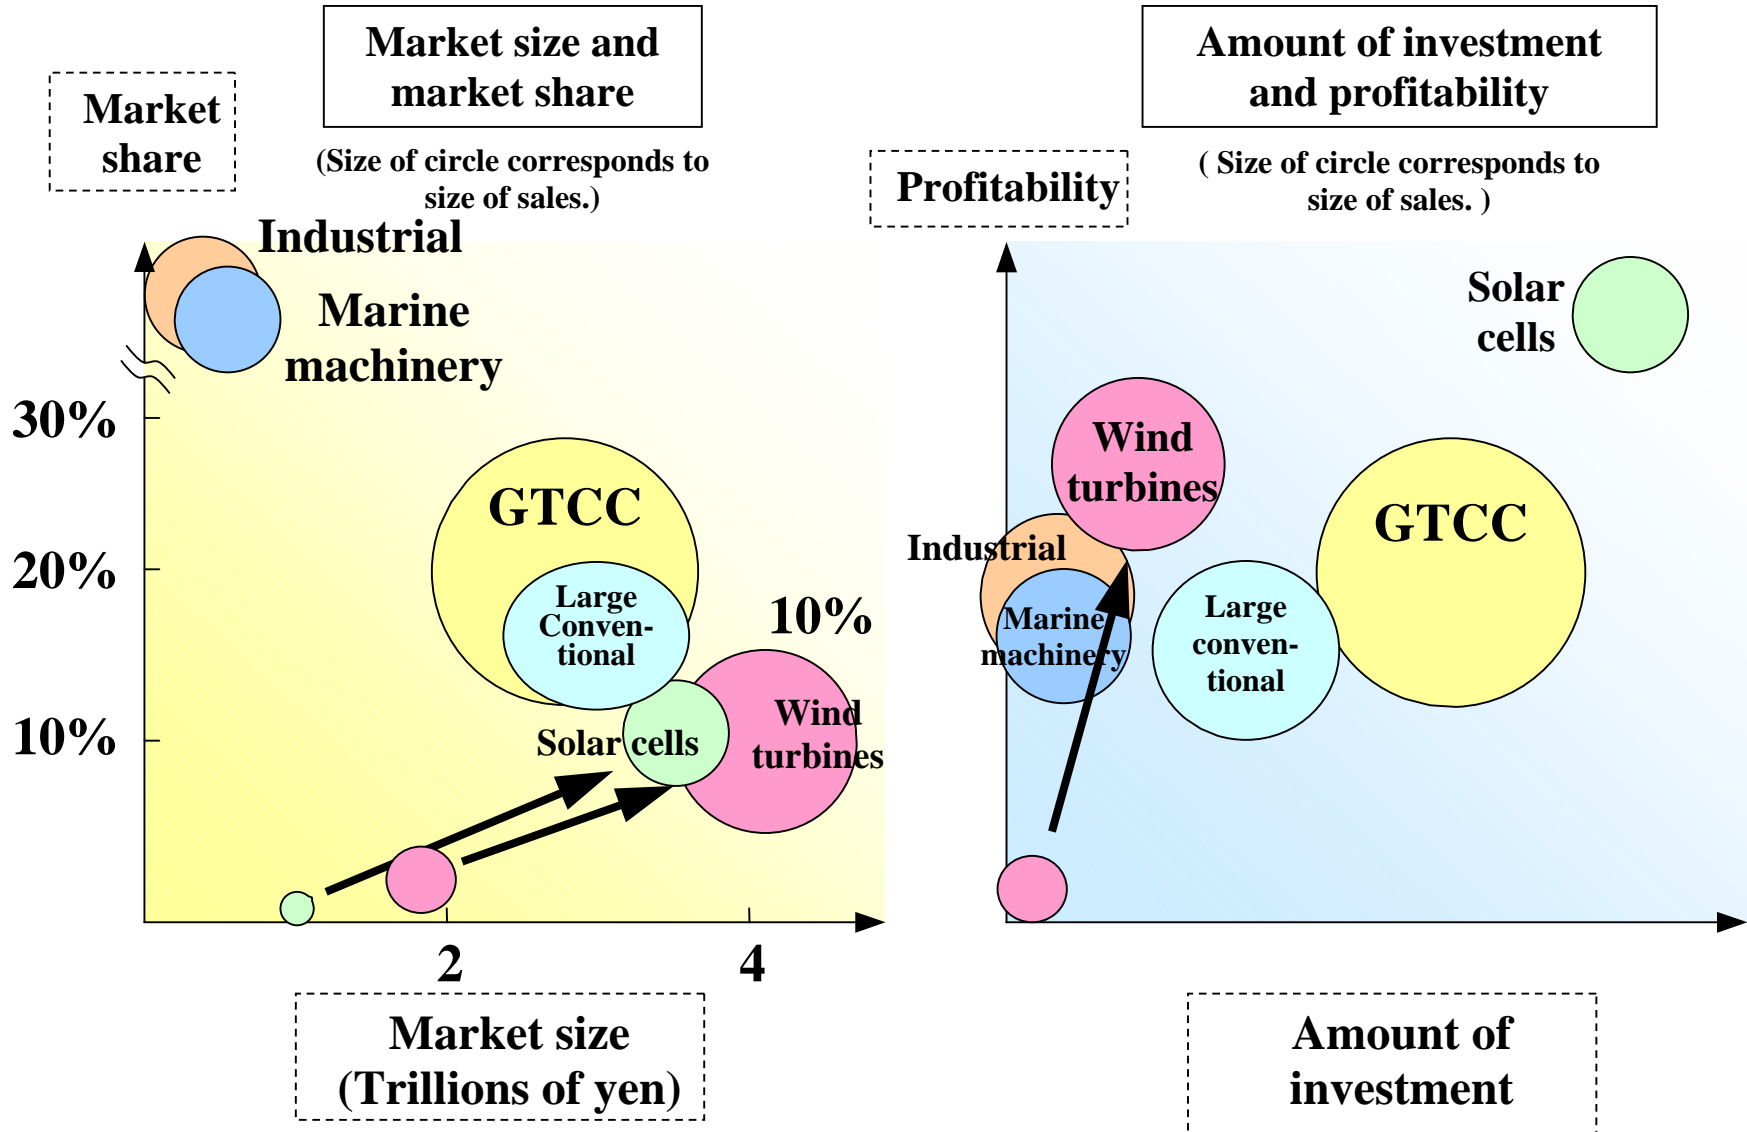 Market size and
market share
(Size of circle corresponds to
size of sales.)
Market
share
Industrial
Marine
machinery
30%
20%
10%
GTCC
Large
Conven-
tional
10%
Wind
turbines
Solar cells
2
4
Market size
(Trillions of yen)
Amount of investment
and profitability
( Size of circle corresponds to
size of sales. )
Profitability
Solar
cells
Wind
turbines
GTCC
Industrial
Marine
machinery
Large
conven-
tional
Amount of
investment